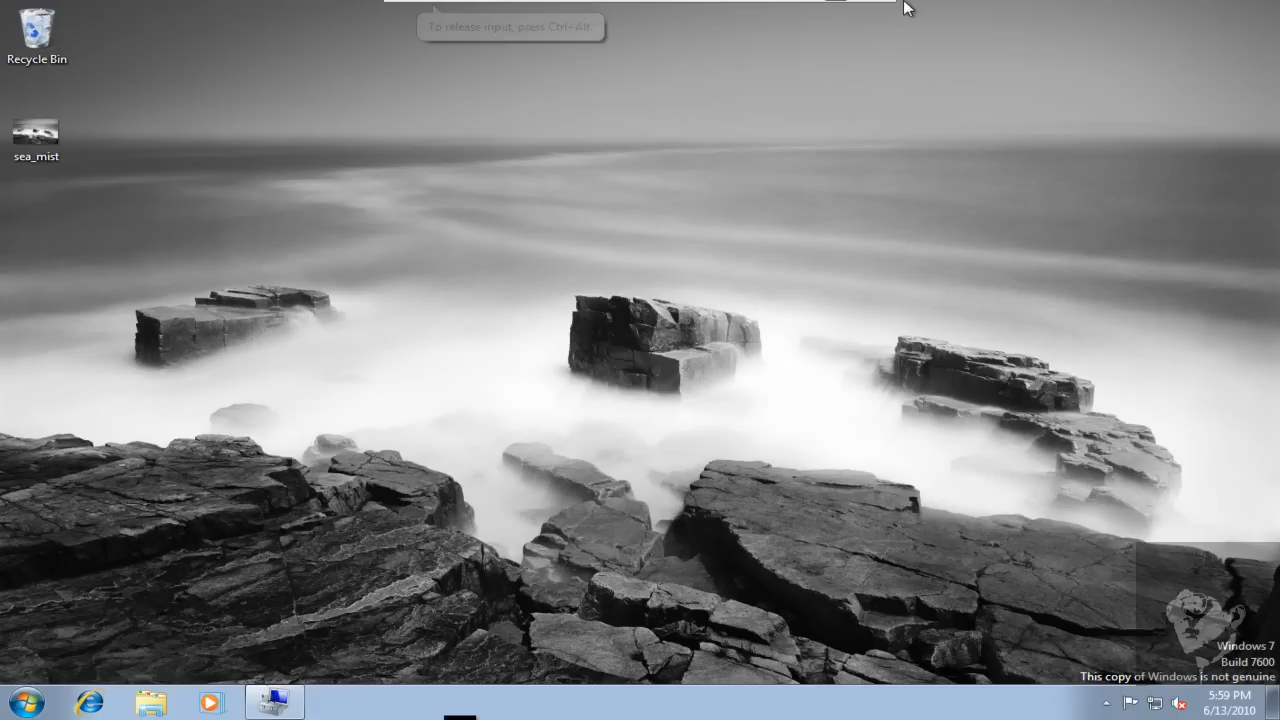 To release input, press Ctrl+Alt.
Recycle Bin
sea_mist
Windows 7
Build 7600
This copy of Windows is not genuine
5:59 PM
6/13/2010